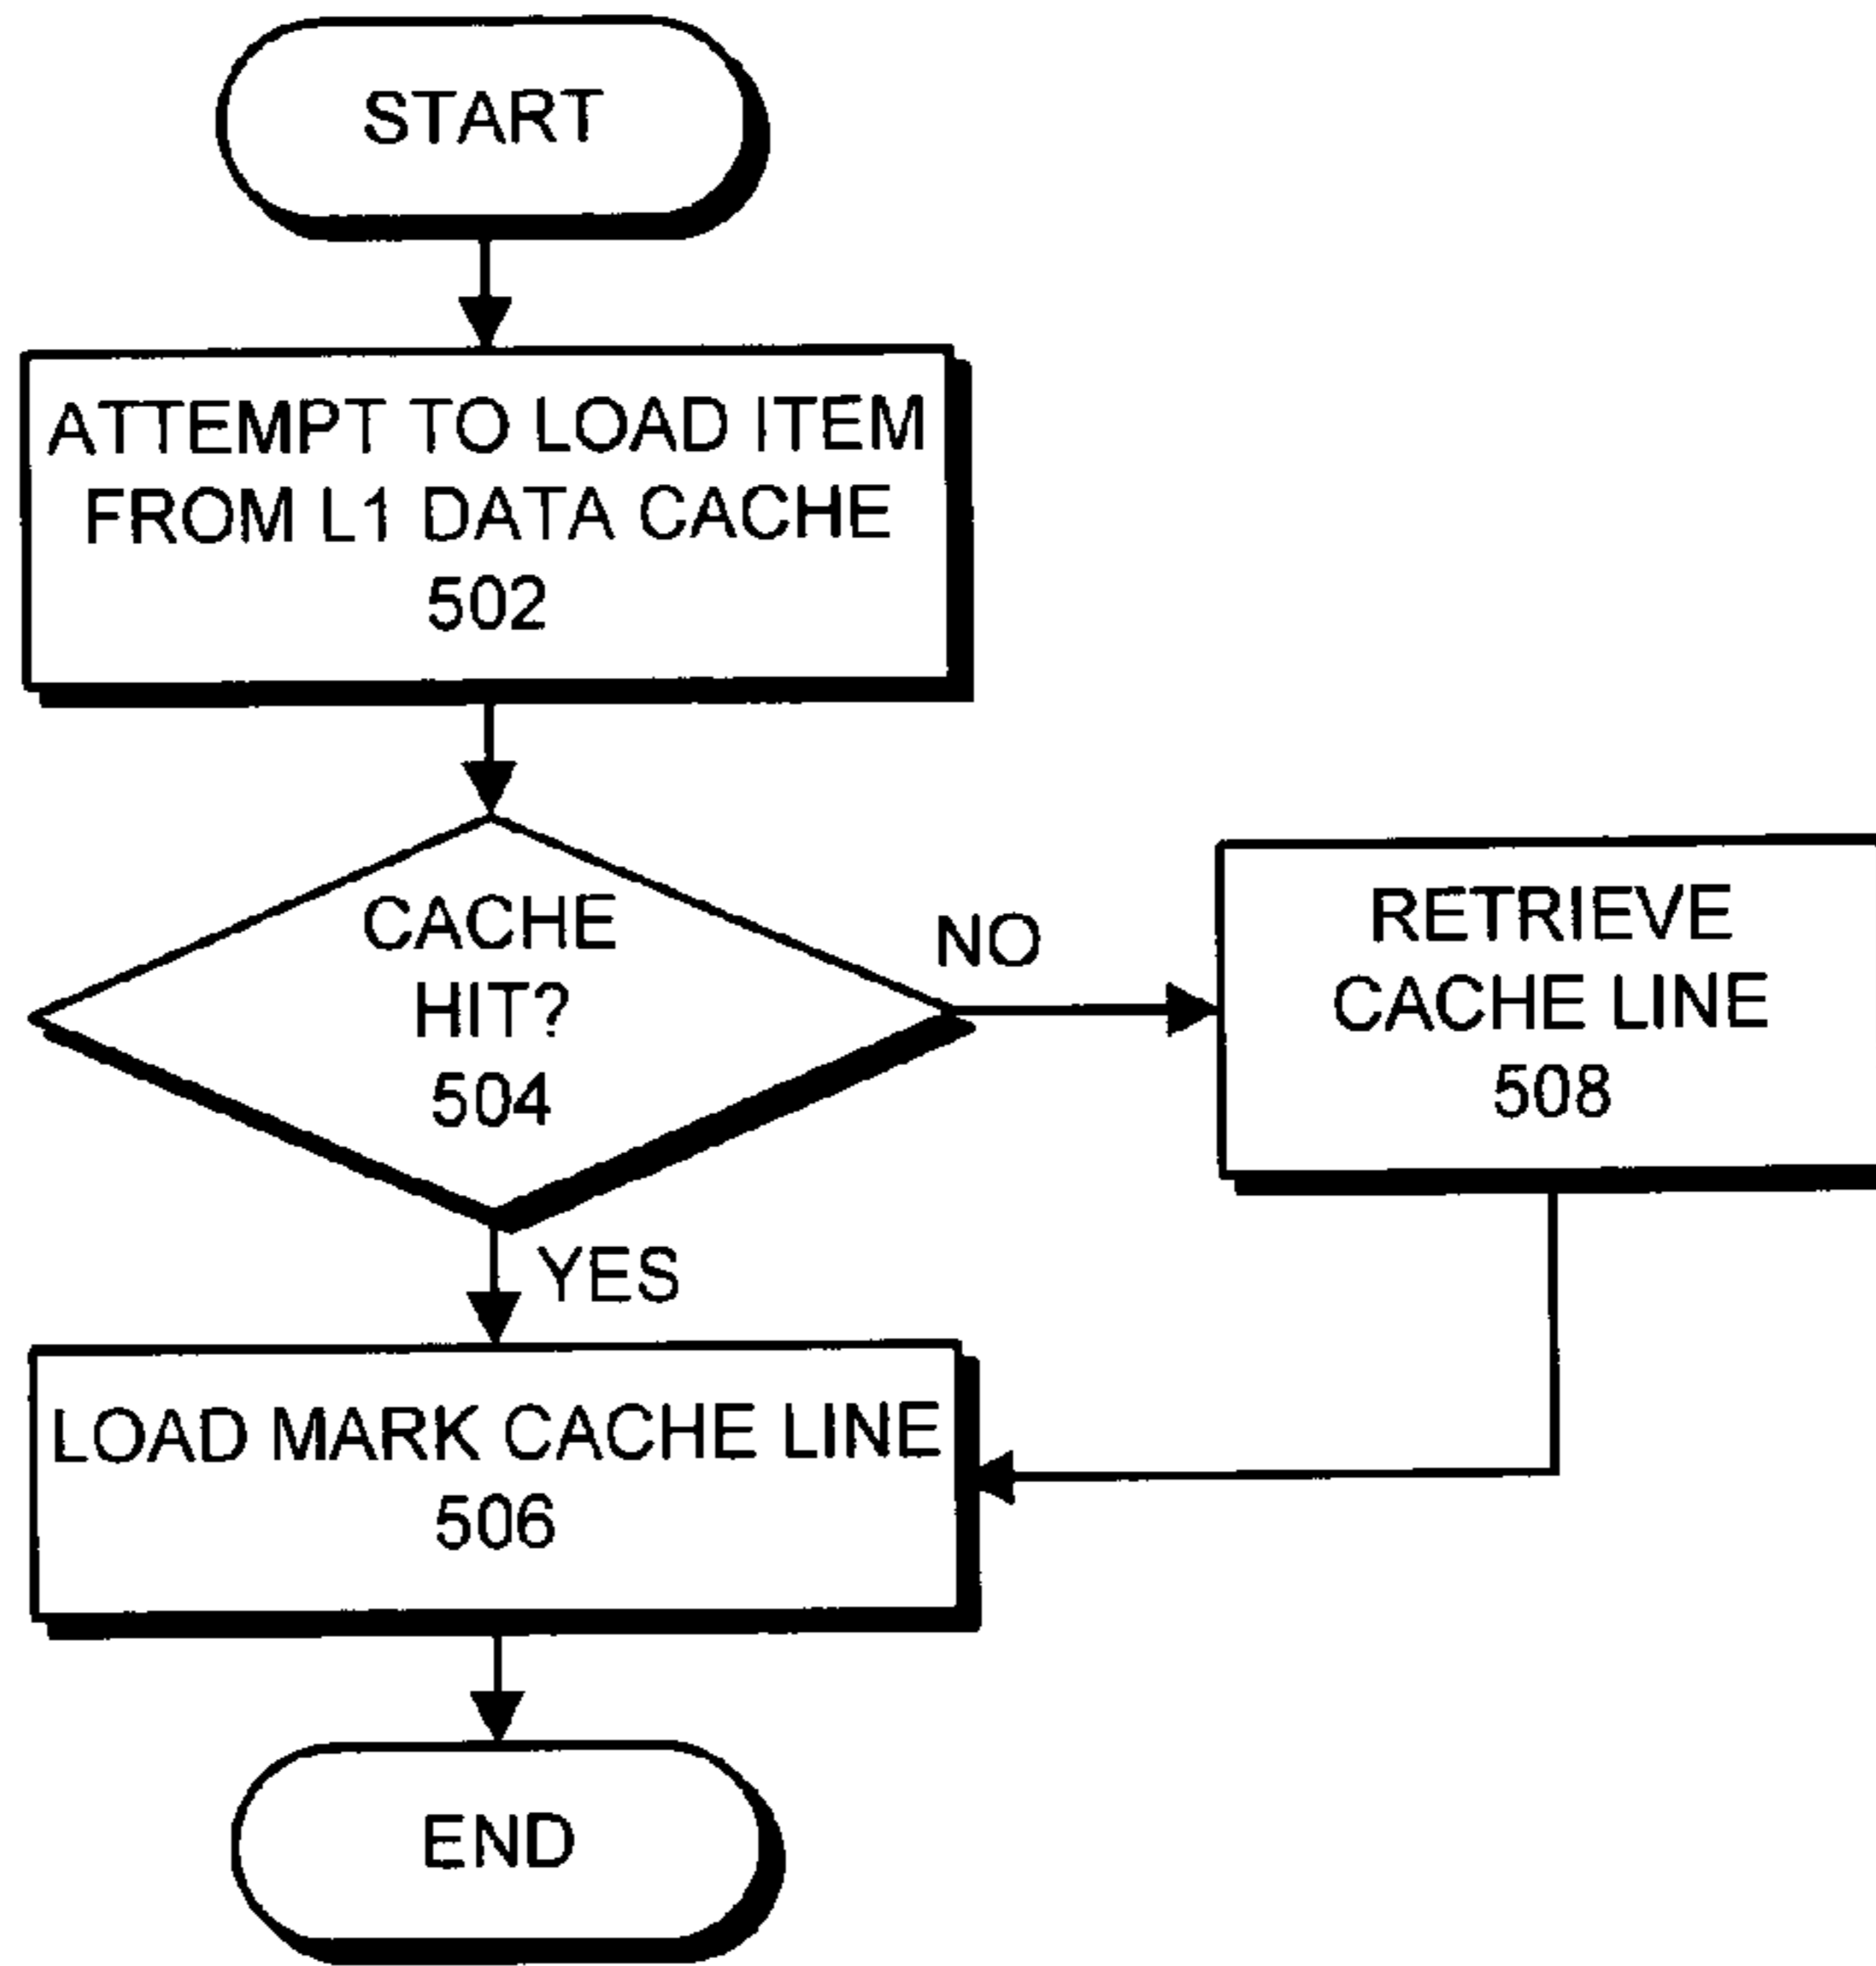 START
ATTEMPT TO LOAD ITEM
FROM L1 DATA CACHE
502
CACHE
HIT?
504
NO
RETRIEVE
CACHE LINE
508
YES
LOAD MARK CACHE LINE
506
END